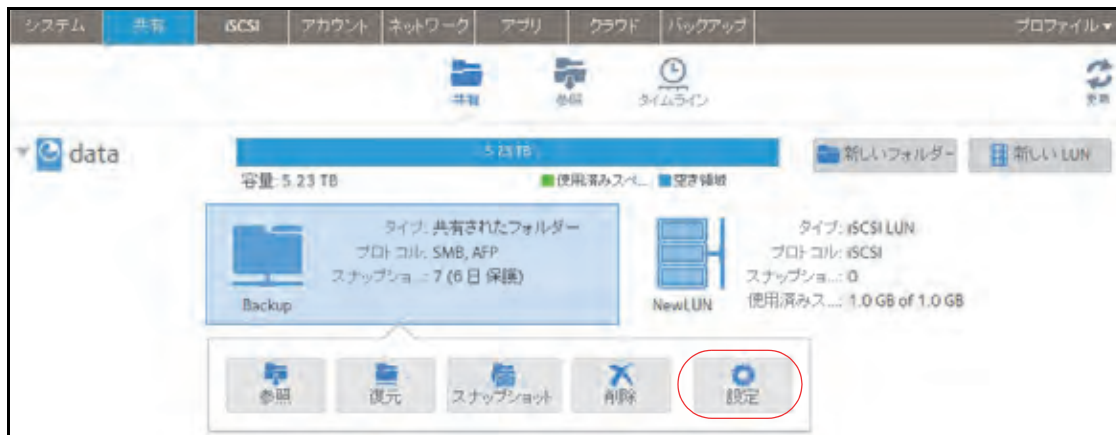 システム 共有 iSCSI アカウント ネットワーク アプリ クラウド バックアップ プロファイル
共有 参照 タイムライン 更新
data
5.23 TB
新しいフォルダー 新しい LUN
容量: 5.23 TB 使用済みスペ... 空き領域
タイプ: 共有されたフォルダー
プロトコル: SMB, AFP
スナップショ...: 7 (6 日 保護)
Backup
タイプ: iSCSI LUN
プロトコル: iSCSI
スナップショ...: 0
使用済みス...: 1.0 GB of 1.0 GB
NewLUN
参照 復元 スナップショット 削除 設定